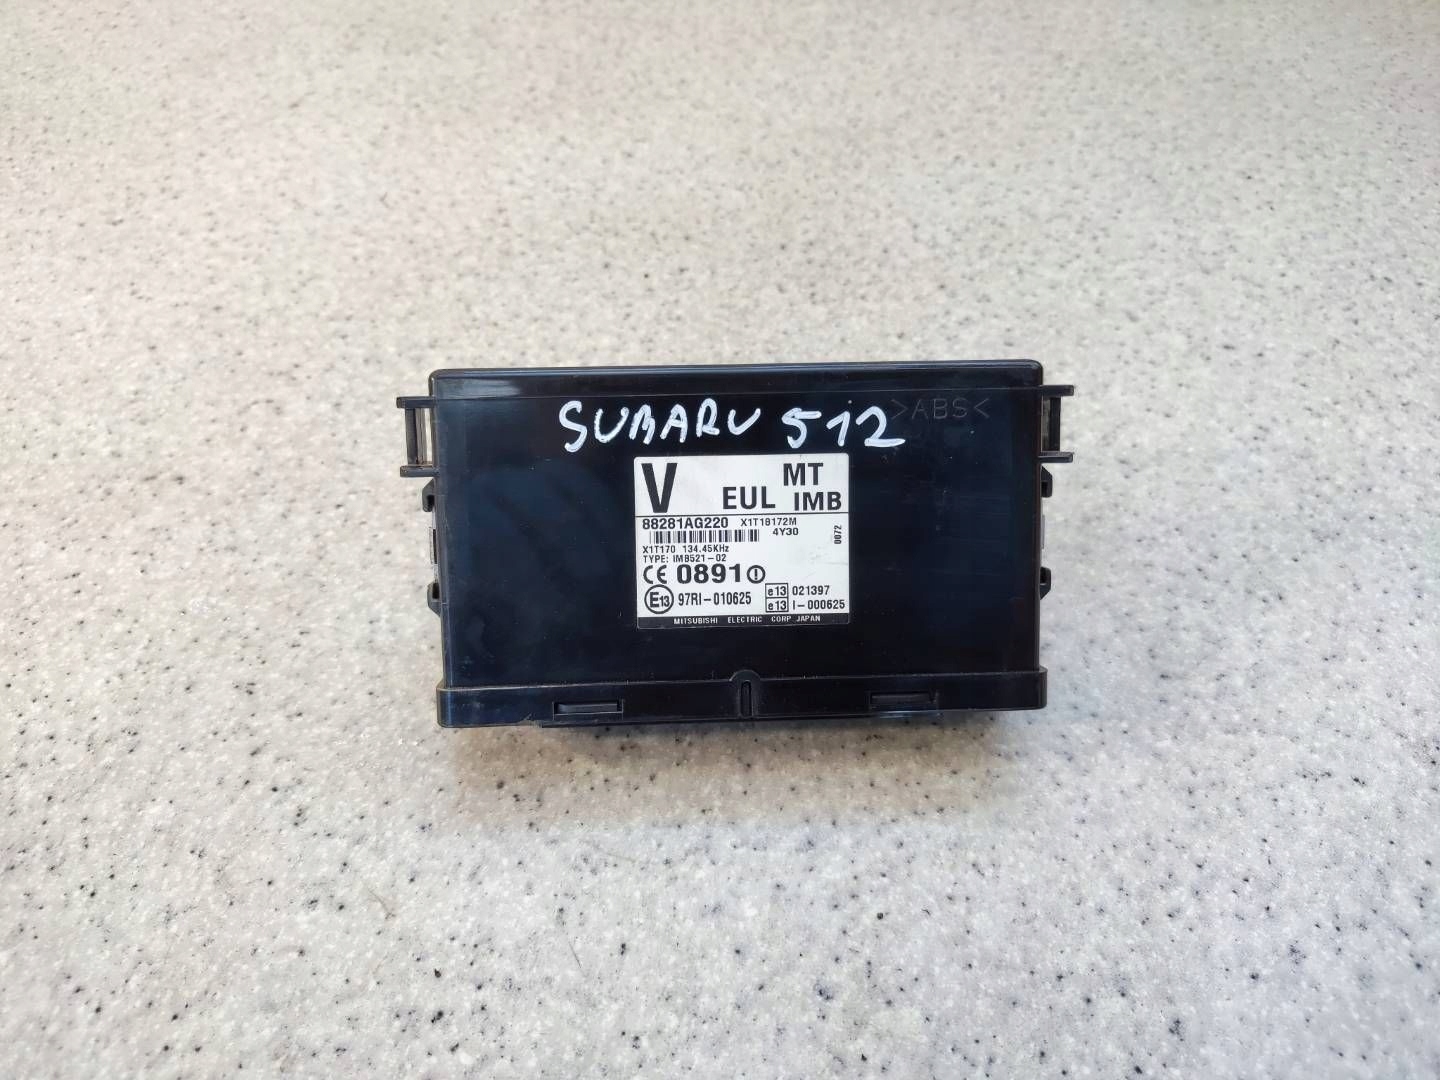 SUBARU 512
>ABS<
V EUL MT IMB
88281AG220 X1T18172M
4Y30
0072
X1T170 134.45KHz
TYPE: IM8521-02
CE 0891
E13 97RI-010625
e13 021397
e13 I-000625
MITSUBISHI ELECTRIC CORP JAPAN